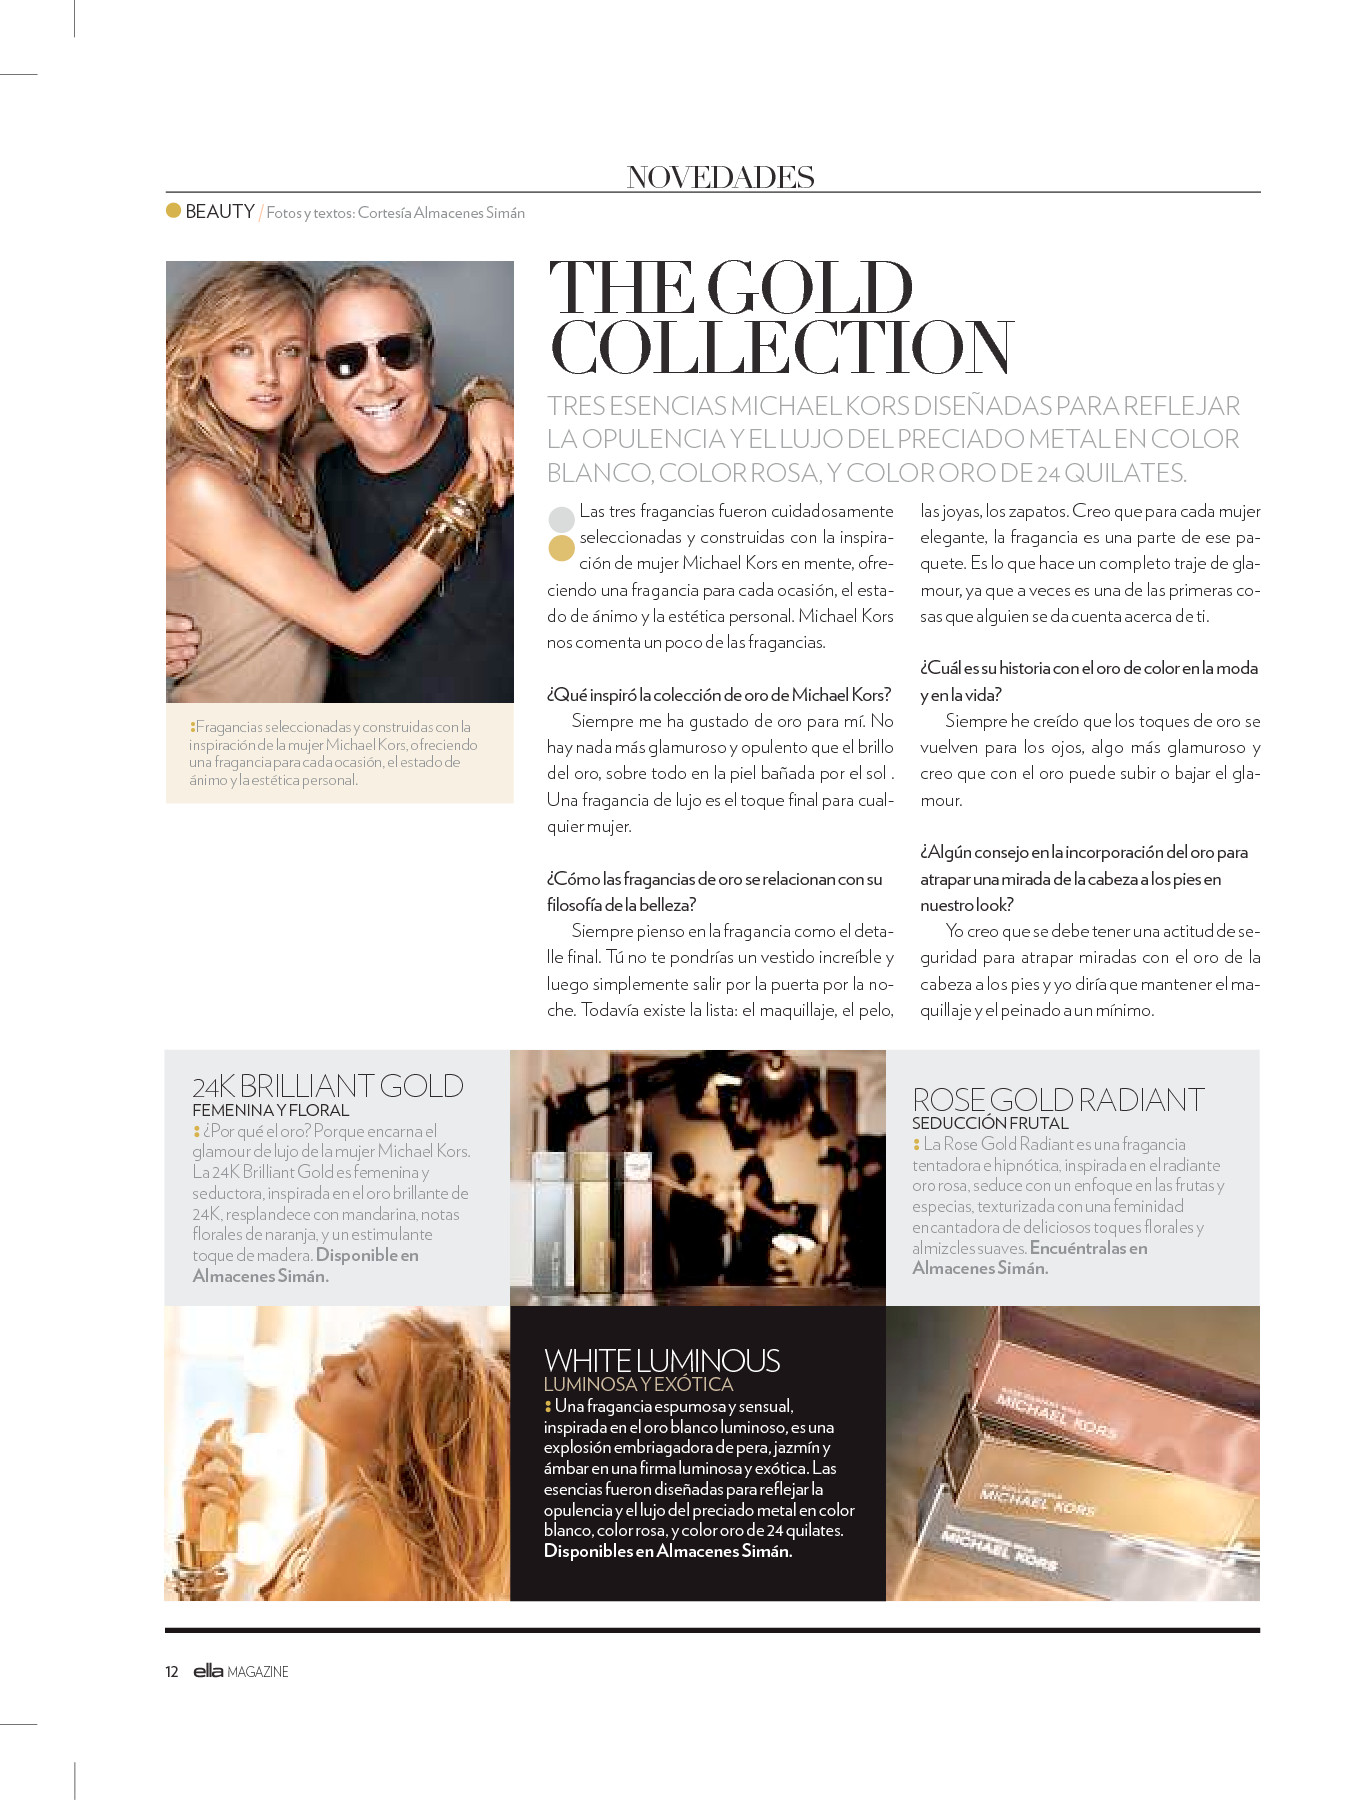 NOVEDADES
BEAUTY / Fotos y textos: Cortesía Almacenes Simán
THE GOLD
COLLECTION
TRES ESENCIAS MICHAEL KORS DISEÑADAS PARA REFLEJAR
LA OPULENCIA Y EL LUJO DEL PRECIADO METAL EN COLOR
BLANCO, COLOR ROSA, Y COLOR ORO DE 24 QUILATES.
:Fragancias seleccionadas y construidas con la
inspiración de la mujer Michael Kors, ofreciendo
una fragancia para cada ocasión, el estado de
ánimo y la estética personal.
Las tres fragancias fueron cuidadosamente
seleccionadas y construidas con la inspira-
ción de mujer Michael Kors en mente, ofre-
ciendo una fragancia para cada ocasión, el esta-
do de ánimo y la estética personal. Michael Kors
nos comenta un poco de las fragancias.
¿Qué inspiró la colección de oro de Michael Kors?
Siempre me ha gustado de oro para mí. No
hay nada más glamuroso y opulento que el brillo
del oro, sobre todo en la piel bañada por el sol .
Una fragancia de lujo es el toque final para cual-
quier mujer.
¿Cómo las fragancias de oro se relacionan con su
filosofía de la belleza?
Siempre pienso en la fragancia como el deta-
lle final. Tú no te pondrías un vestido increíble y
luego simplemente salir por la puerta por la no-
che. Todavía existe la lista: el maquillaje, el pelo,
las joyas, los zapatos. Creo que para cada mujer
elegante, la fragancia es una parte de ese pa-
quete. Es lo que hace un completo traje de gla-
mour, ya que a veces es una de las primeras co-
sas que alguien se da cuenta acerca de ti.
¿Cuál es su historia con el oro de color en la moda
y en la vida?
Siempre he creído que los toques de oro se
vuelven para los ojos, algo más glamuroso y
creo que con el oro puede subir o bajar el gla-
mour.
¿Algún consejo en la incorporación del oro para
atrapar una mirada de la cabeza a los pies en
nuestro look?
Yo creo que se debe tener una actitud de se-
guridad para atrapar miradas con el oro de la
cabeza a los pies y yo diría que mantener el ma-
quillaje y el peinado a un mínimo.
24K BRILLIANT GOLD
FEMENINA Y FLORAL
: ¿Por qué el oro? Porque encarna el
glamour de lujo de la mujer Michael Kors.
La 24K Brilliant Gold es femenina y
seductora, inspirada en el oro brillante de
24K, resplandece con mandarina, notas
florales de naranja, y un estimulante
toque de madera. Disponible en
Almacenes Simán.
ROSE GOLD RADIANT
SEDUCCIÓN FRUTAL
: La Rose Gold Radiant es una fragancia
tentadora e hipnótica, inspirada en el radiante
oro rosa, seduce con un enfoque en las frutas y
especias, texturizada con una feminidad
encantadora de deliciosos toques florales y
almizcles suaves. Encuéntralas en
Almacenes Simán.
WHITE LUMINOUS
LUMINOSA Y EXÓTICA
: Una fragancia espumosa y sensual,
inspirada en el oro blanco luminoso, es una
explosión embriagadora de pera, jazmín y
ámbar en una firma luminosa y exótica. Las
esencias fueron diseñadas para reflejar la
opulencia y el lujo del preciado metal en color
blanco, color rosa, y color oro de 24 quilates.
Disponibles en Almacenes Simán.
MICHAEL KORS
MICHAEL KORS
MICHAEL KORS
12 ella MAGAZINE